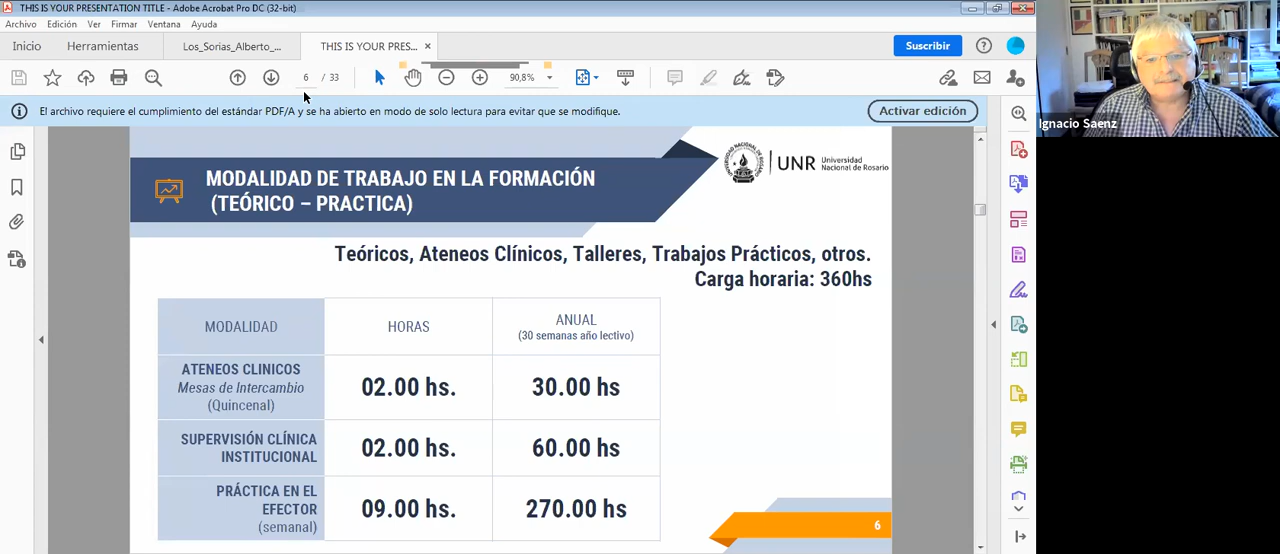 THIS IS YOUR PRESENTATION TITLE - Adobe Acrobat Pro DC (32-bit)
Archivo Edición Ver Firmar Ventana Ayuda
Inicio Herramientas Los_Sorias_Alberto_... THIS IS YOUR PRES... × Suscribir
6 / 33 90,8%
El archivo requiere el cumplimiento del estándar PDF/A y se ha abierto en modo de solo lectura para evitar que se modifique. Activar edición
Ignacio Saenz
MODALIDAD DE TRABAJO EN LA FORMACIÓN
(TEÓRICO – PRACTICA)
UNR Universidad
Nacional de Rosario
Teóricos, Ateneos Clínicos, Talleres, Trabajos Prácticos, otros.
Carga horaria: 360hs
MODALIDAD HORAS ANUAL
(30 semanas año lectivo)
ATENEOS CLINICOS
Mesas de Intercambio
(Quincenal)
02.00 hs. 30.00 hs
SUPERVISIÓN CLÍNICA
INSTITUCIONAL
02.00 hs. 60.00 hs
PRÁCTICA EN EL
EFECTOR
(semanal)
09.00 hs. 270.00 hs
6